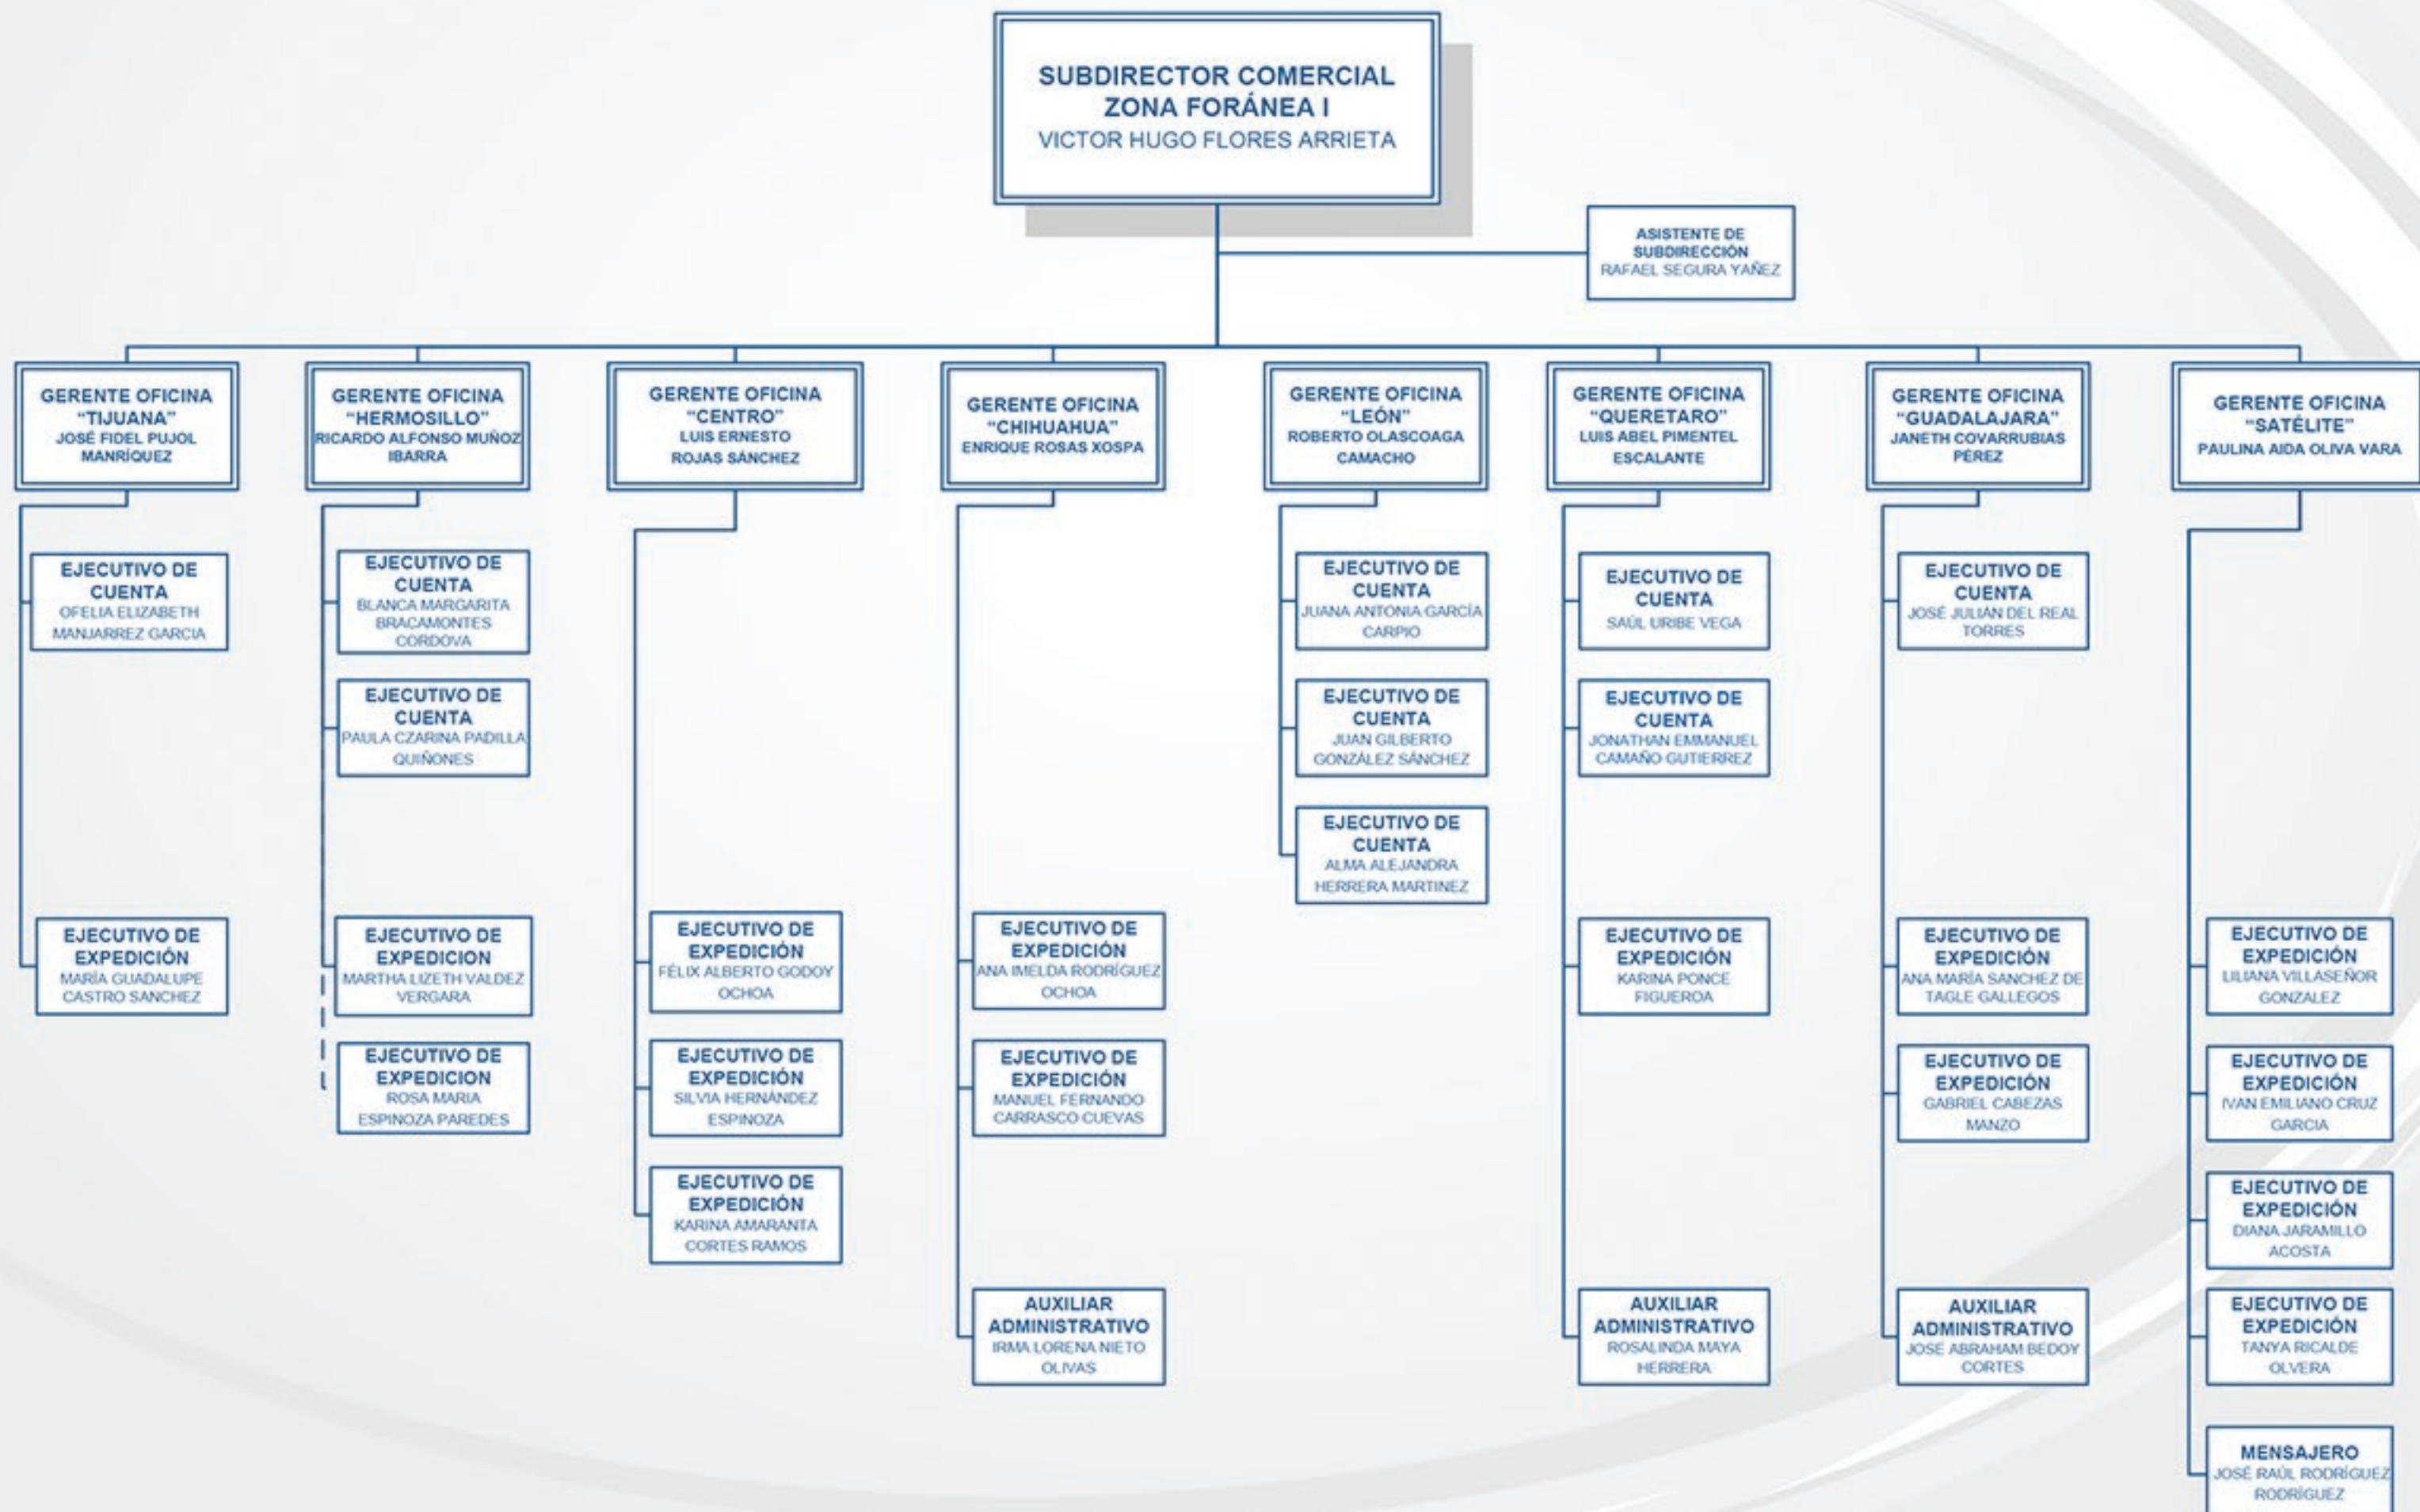 SUBDIRECTOR COMERCIAL
ZONA FORÁNEA I
VICTOR HUGO FLORES ARRIETA
ASISTENTE DE
SUBDIRECCIÓN
RAFAEL SEGURA YAÑEZ
GERENTE OFICINA
“TIJUANA”
JOSÉ FIDEL PUJOL
MANRÍQUEZ
GERENTE OFICINA
“HERMOSILLO”
RICARDO ALFONSO MUÑOZ
IBARRA
GERENTE OFICINA
“CENTRO”
LUIS ERNESTO
ROJAS SÁNCHEZ
GERENTE OFICINA
“CHIHUAHUA”
ENRIQUE ROSAS XOSPA
GERENTE OFICINA
“LEÓN”
ROBERTO OLASCOAGA
CAMACHO
GERENTE OFICINA
“QUERETARO”
LUIS ABEL PIMENTEL
ESCALANTE
GERENTE OFICINA
“GUADALAJARA”
JANETH COVARRUBIAS
PÉREZ
GERENTE OFICINA
“SATÉLITE”
PAULINA AIDA OLIVA VARA
EJECUTIVO DE
CUENTA
OFELIA ELIZABETH
MANJARREZ GARCIA
EJECUTIVO DE
EXPEDICIÓN
MARÍA GUADALUPE
CASTRO SANCHEZ
EJECUTIVO DE
CUENTA
BLANCA MARGARITA
BRACAMONTES
CORDOVA
EJECUTIVO DE
CUENTA
PAULA CZARINA PADILLA
QUIÑONES
EJECUTIVO DE
EXPEDICION
MARTHA LIZETH VALDEZ
VERGARA
EJECUTIVO DE
EXPEDICION
ROSA MARIA
ESPINOZA PAREDES
EJECUTIVO DE
EXPEDICIÓN
FÉLIX ALBERTO GODOY
OCHOA
EJECUTIVO DE
EXPEDICIÓN
SILVIA HERNÁNDEZ
ESPINOZA
EJECUTIVO DE
EXPEDICIÓN
KARINA AMARANTA
CORTES RAMOS
EJECUTIVO DE
EXPEDICIÓN
ANA IMELDA RODRÍGUEZ
OCHOA
EJECUTIVO DE
EXPEDICIÓN
MANUEL FERNANDO
CARRASCO CUEVAS
AUXILIAR
ADMINISTRATIVO
IRMA LORENA NIETO
OLIVAS
EJECUTIVO DE
CUENTA
JUANA ANTONIA GARCÍA
CARPIO
EJECUTIVO DE
CUENTA
JUAN GILBERTO
GONZÁLEZ SÁNCHEZ
EJECUTIVO DE
CUENTA
ALMA ALEJANDRA
HERRERA MARTINEZ
EJECUTIVO DE
CUENTA
SAÚL URIBE VEGA
EJECUTIVO DE
CUENTA
JONATHAN EMMANUEL
CAMAÑO GUTIERREZ
EJECUTIVO DE
EXPEDICIÓN
KARINA PONCE
FIGUEROA
AUXILIAR
ADMINISTRATIVO
ROSALINDA MAYA
HERRERA
EJECUTIVO DE
CUENTA
JOSÉ JULIÁN DEL REAL
TORRES
EJECUTIVO DE
EXPEDICIÓN
ANA MARÍA SANCHEZ DE
TAGLE GALLEGOS
EJECUTIVO DE
EXPEDICIÓN
GABRIEL CABEZAS
MANZO
AUXILIAR
ADMINISTRATIVO
JOSÉ ABRAHAM BEDOY
CORTES
EJECUTIVO DE
EXPEDICIÓN
LILIANA VILLASEÑOR
GONZALEZ
EJECUTIVO DE
EXPEDICIÓN
IVAN EMILIANO CRUZ
GARCIA
EJECUTIVO DE
EXPEDICIÓN
DIANA JARAMILLO
ACOSTA
EJECUTIVO DE
EXPEDICIÓN
TANYA RICALDE
OLVERA
MENSAJERO
JOSÉ RAÚL RODRÍGUEZ
RODRÍGUEZ